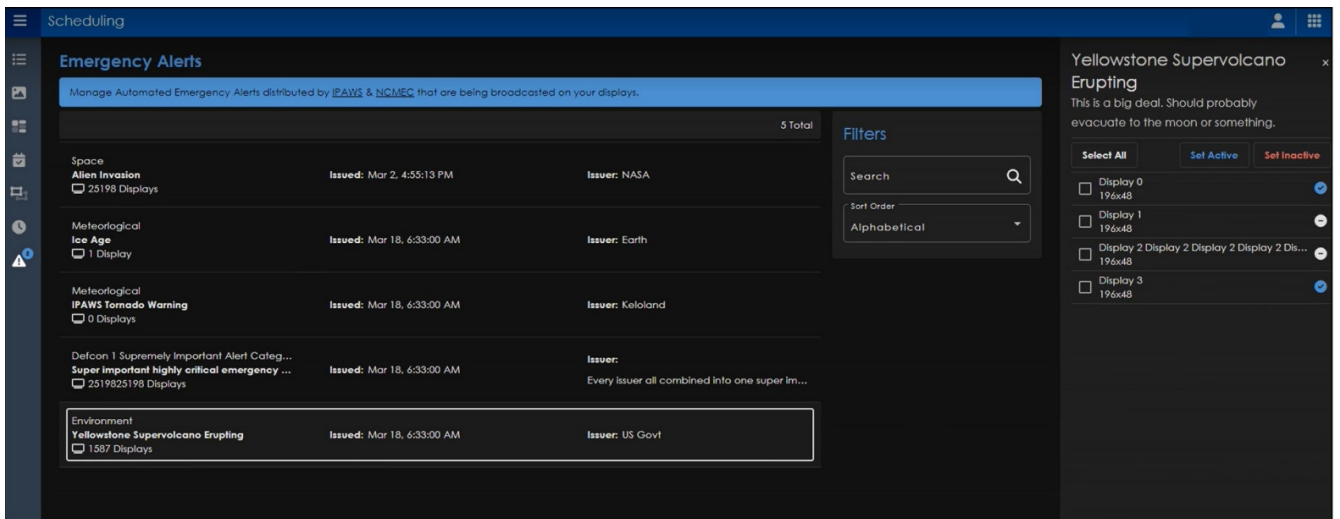 Scheduling
Emergency Alerts
Manage Automated Emergency Alerts distributed by IPAWS & NCMEC that are being broadcasted on your displays.
5 Total
Space
Alien Invasion
25198 Displays
Issued: Mar 2, 4:55:13 PM
Issuer: NASA
Meteorlogical
Ice Age
1 Display
Issued: Mar 18, 6:33:00 AM
Issuer: Earth
Meteorlogical
IPAWS Tornado Warning
0 Displays
Issued: Mar 18, 6:33:00 AM
Issuer: Keloland
Defcon 1 Supremely Important Alert Categ...
Super important highly critical emergency ...
2519825198 Displays
Issued: Mar 18, 6:33:00 AM
Issuer:
Every issuer all combined into one super im...
Environment
Yellowstone Supervolcano Erupting
1587 Displays
Issued: Mar 18, 6:33:00 AM
Issuer: US Govt
Filters
Search
Sort Order
Alphabetical
Yellowstone Supervolcano
Erupting
×
This is a big deal. Should probably
evacuate to the moon or something.
Select All
Set Active
Set Inactive
Display 0
196x48
Display 1
196x48
Display 2 Display 2 Display 2 Display 2 Dis...
196x48
Display 3
196x48